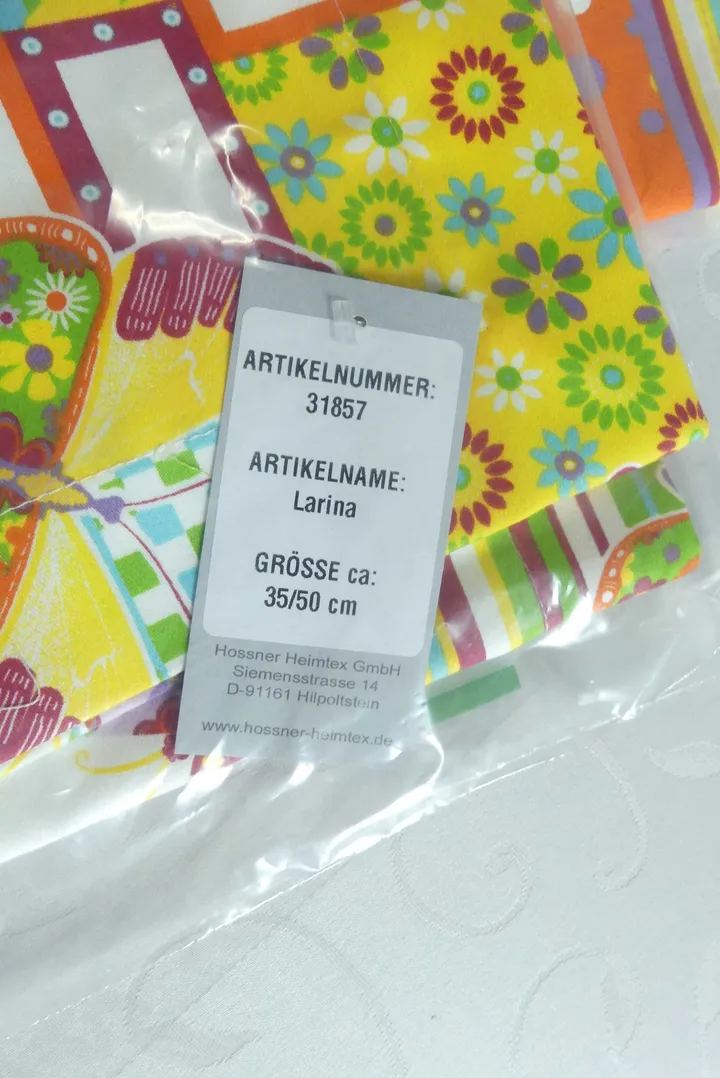 ARTIKELNUMMER:
31857
ARTIKELNAME:
Larina
GRÖSSE ca:
35/50 cm
Hossner Heimtex GmbH
Siemensstrasse 14
D-91161 Hilpoltstein
www.hossner-heimtex.de